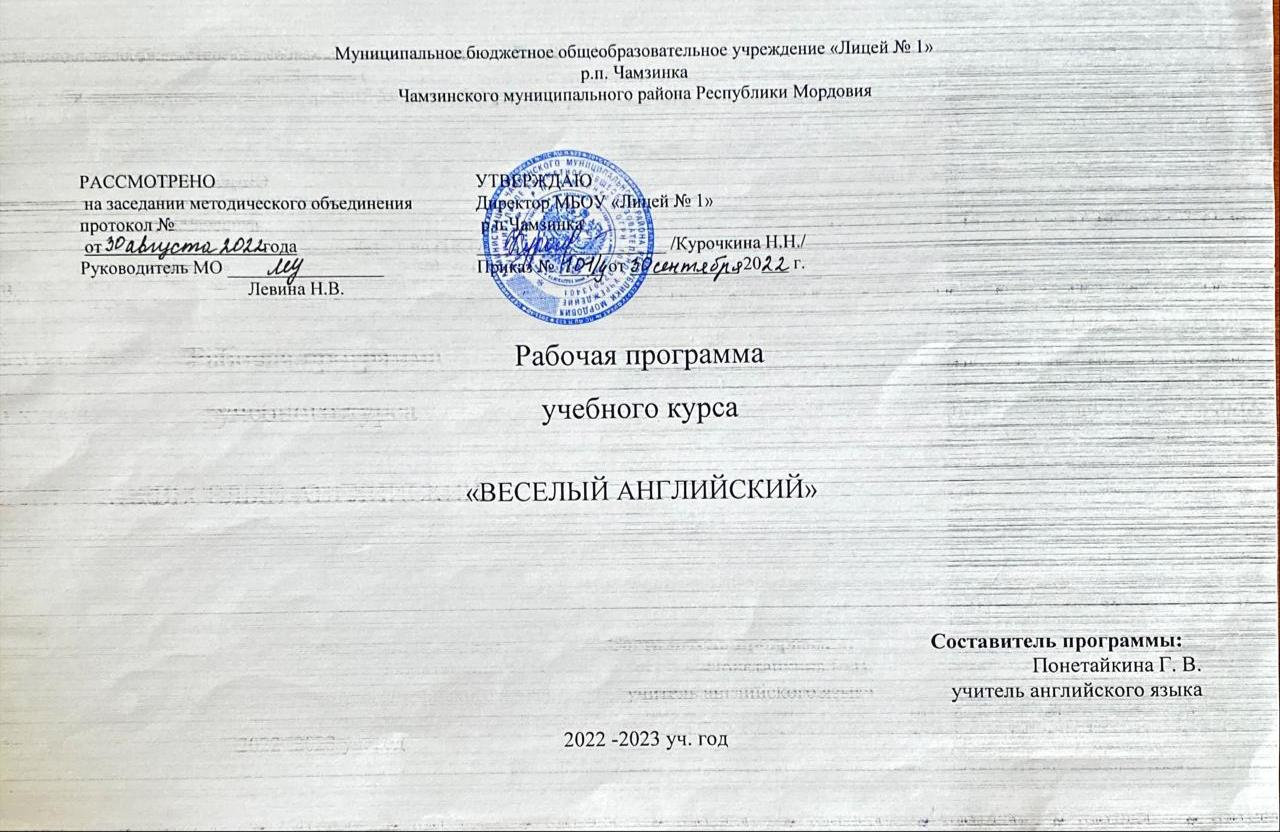 Муниципальное бюджетное общеобразовательное учреждение «Лицей № 1»
р.п. Чамзинка
Чамзинского муниципального района Республики Мордовия
РАССМОТРЕНО
на заседании методического объединения
протокол №
от 30 августа 2022 года
Руководитель МО
Левина Н.В.
УТВЕРЖДАЮ
Директор МБОУ «Лицей № 1»
р.п.Чамзинка
/Курочкина Н.Н./
Приказ № от 30 сентября 2022 г.
Рабочая программа
учебного курса
«ВЕСЕЛЫЙ АНГЛИЙСКИЙ»
Составитель программы:
Понетайкина Г. В.
учитель английского языка
2022 -2023 уч. год